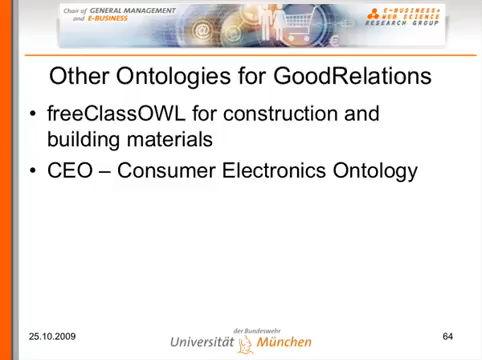 Chair of GENERAL MANAGEMENT
and E-BUSINESS
E-BUSINESS+
WEB SCIENCE
RESEARCH GROUP
Other Ontologies for GoodRelations
• freeClassOWL for construction and
building materials
• CEO – Consumer Electronics Ontology
25.10.2009
der Bundeswehr
Universität München
64